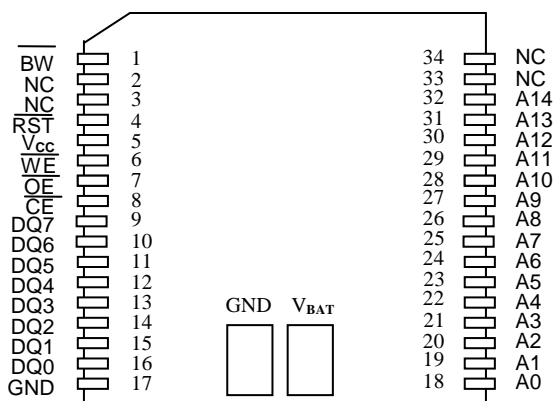 BW 1 34 NC
NC 2 33 NC
NC 3 32 A14
RST 4 31 A13
Vcc 5 30 A12
WE 6 29 A11
OE 7 28 A10
CE 8 27 A9
DQ7 9 26 A8
DQ6 10 25 A7
DQ5 11 24 A6
DQ4 12 23 A5
DQ3 13 22 A4
DQ2 14 21 A3
DQ1 15 20 A2
DQ0 16 19 A1
GND 17 18 A0
GND VBAT